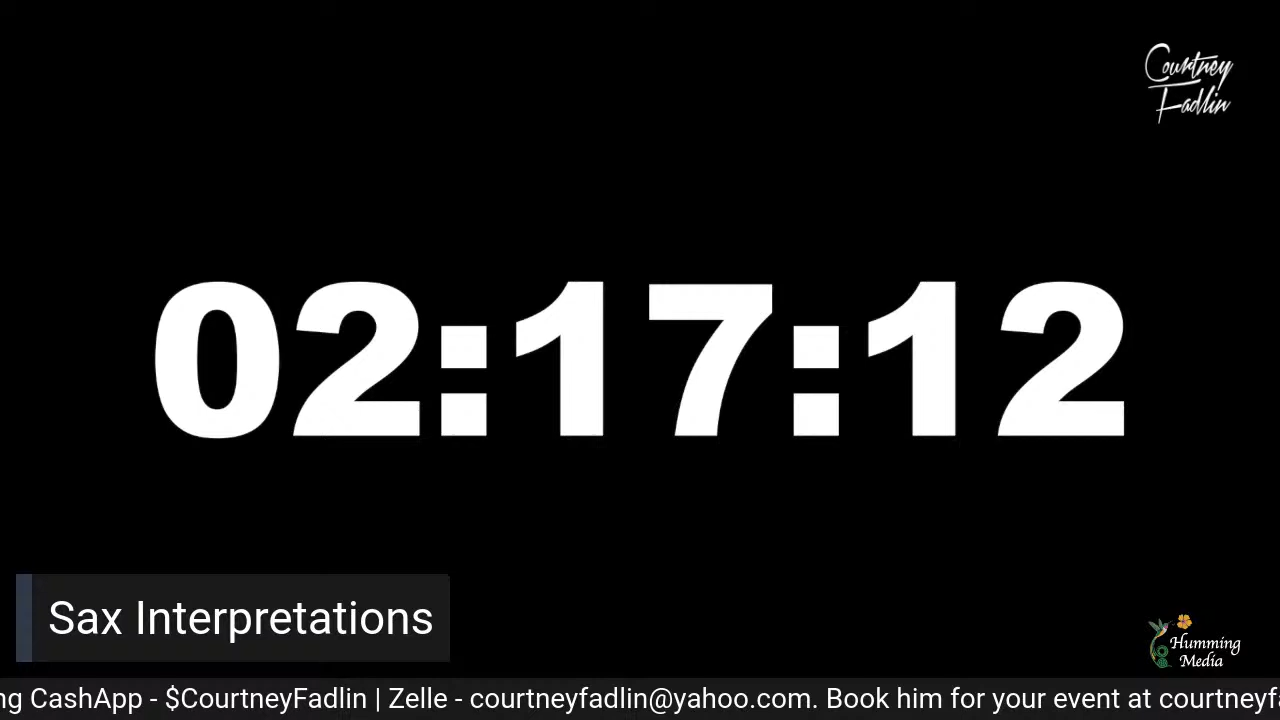 Courtney
Fadlin
02:17:12
Sax Interpretations
Humming
Media
CashApp - $CourtneyFadlin | Zelle - courtneyfadlin@yahoo.com. Book him for your event at